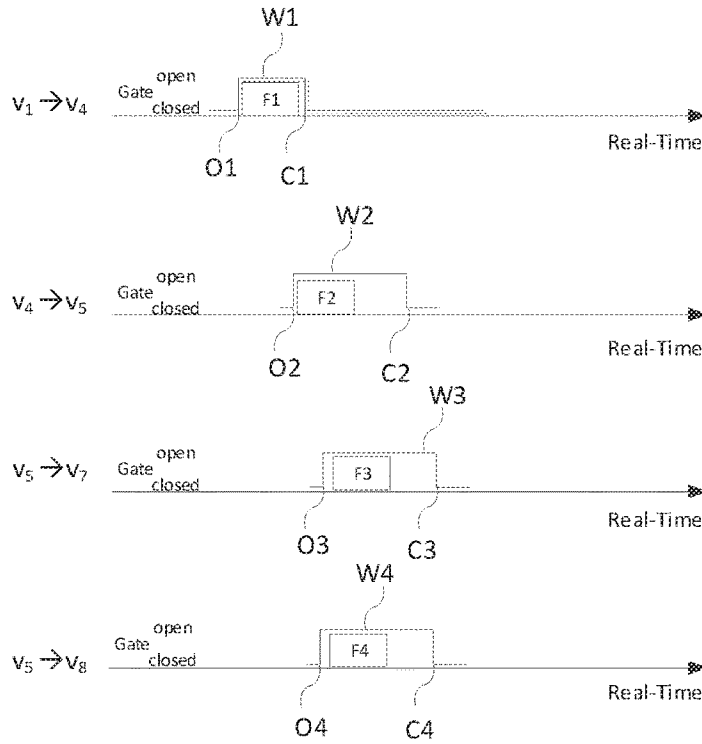 W1
v1 → v4
Gate open
closed
F1
Real-Time
O1
C1
W2
v4 → v5
Gate open
closed
F2
Real-Time
O2
C2
W3
v5 → v7
Gate open
closed
F3
Real-Time
O3
C3
W4
v5 → v8
Gate open
closed
F4
Real-Time
O4
C4